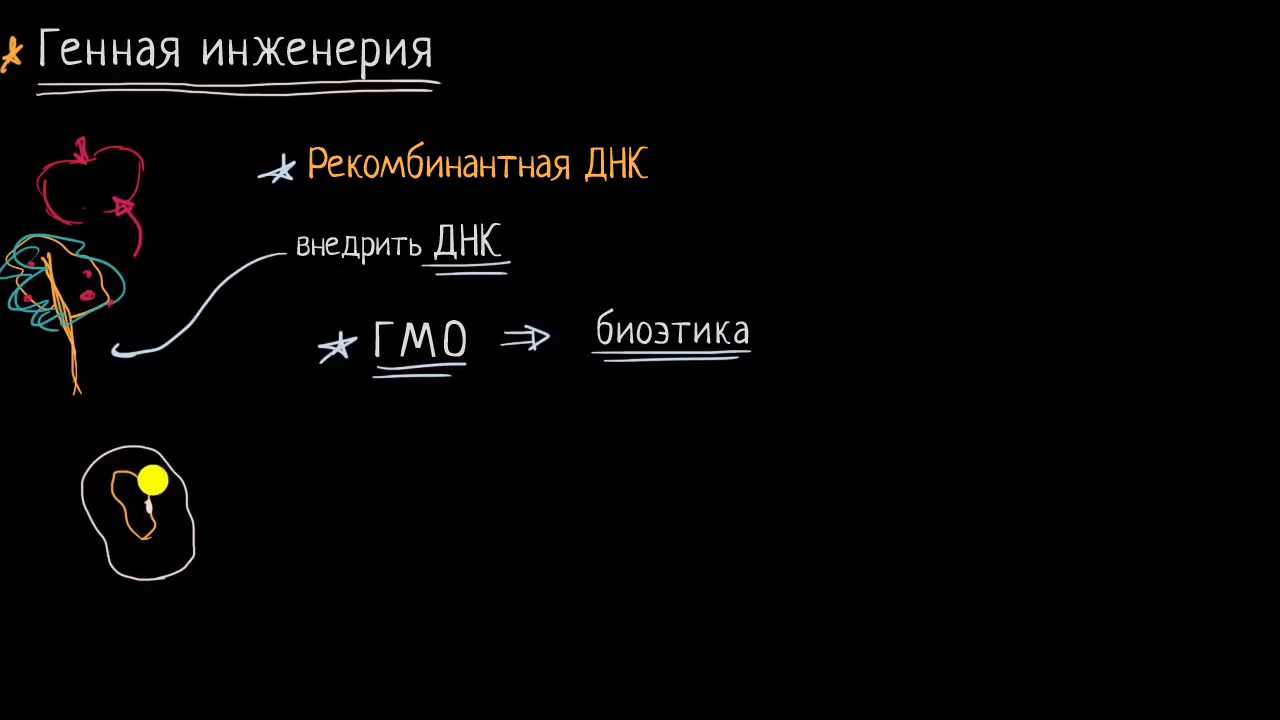 Генная инженерия
Рекомбинантная ДНК
внедрить ДНК
ГМО ⇒ биоэтика